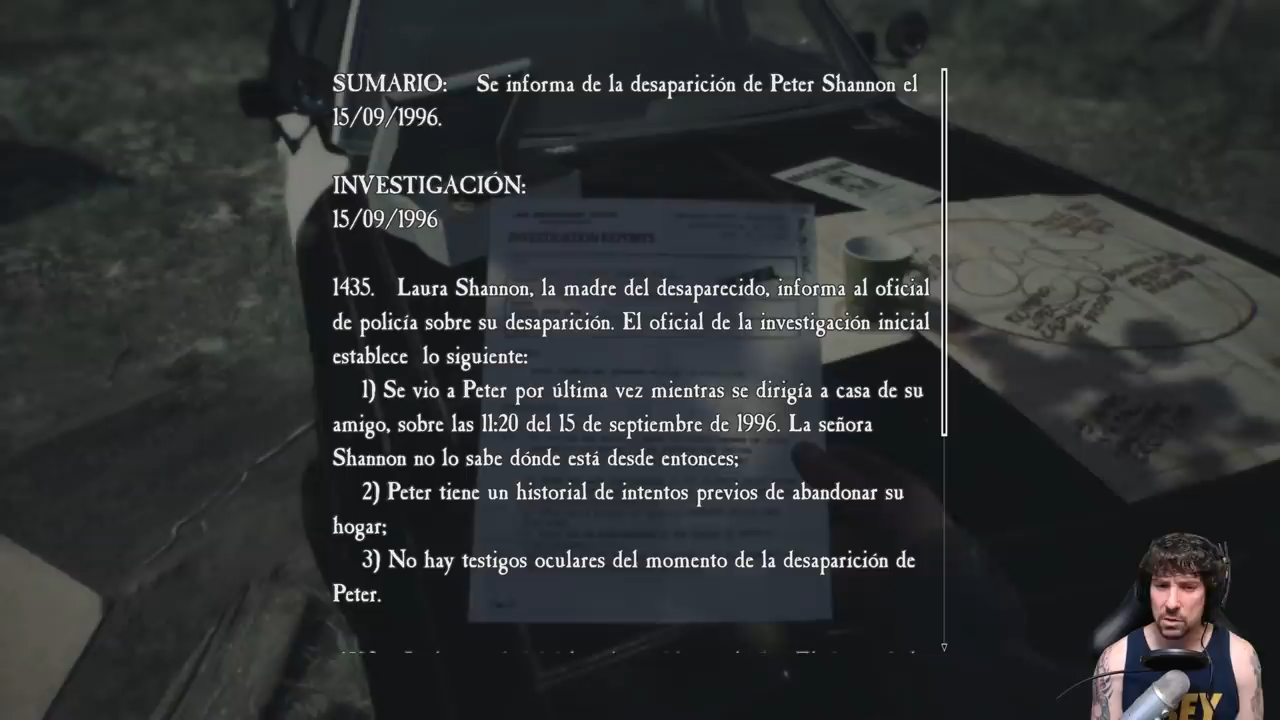 SUMARIO: Se informa de la desaparición de Peter Shannon el
15/09/1996.
INVESTIGACIÓN:
15/09/1996
1435. Laura Shannon, la madre del desaparecido, informa al oficial
de policía sobre su desaparición. El oficial de la investigación inicial
establece lo siguiente:
1) Se vio a Peter por última vez mientras se dirigía a casa de su
amigo, sobre las 11:20 del 15 de septiembre de 1996. La señora
Shannon no lo sabe dónde está desde entonces;
2) Peter tiene un historial de intentos previos de abandonar su
hogar;
3) No hay testigos oculares del momento de la desaparición de
Peter.
INVESTIGATION REPORTS